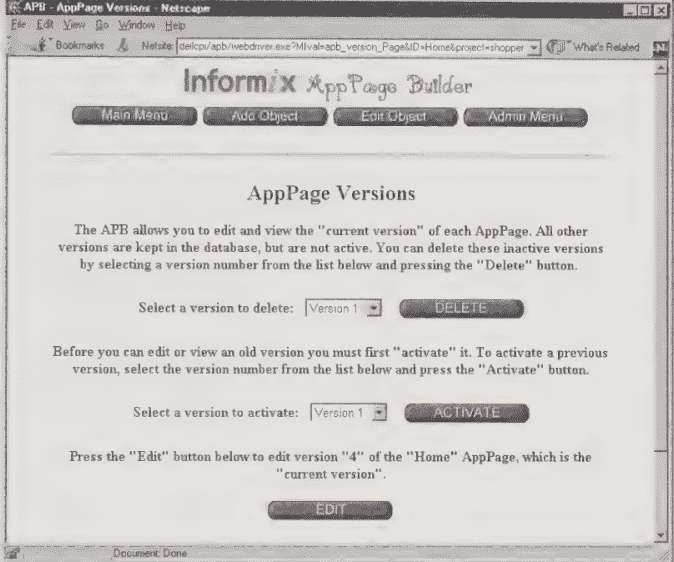 APB - AppPage Versions - Netscape
File Edit View Go Window Help
Bookmarks Netsite: derlcpx/apb/webdriver.exe?MIval=apb_version_Page&ID=Home&project=shopper What's Related
Informix AppPage Builder
Main Menu Add Object Edit Object Admin Menu
AppPage Versions
The APB allows you to edit and view the "current version" of each AppPage. All other
versions are kept in the database, but are not active. You can delete these inactive versions
by selecting a version number from the list below and pressing the "Delete" button.
Select a version to delete: Version 1 DELETE
Before you can edit or view an old version you must first "activate" it. To activate a previous
version, select the version number from the list below and press the "Activate" button.
Select a version to activate: Version 1 ACTIVATE
Press the "Edit" button below to edit version "4" of the "Home" AppPage, which is the
"current version".
EDIT
Document: Done